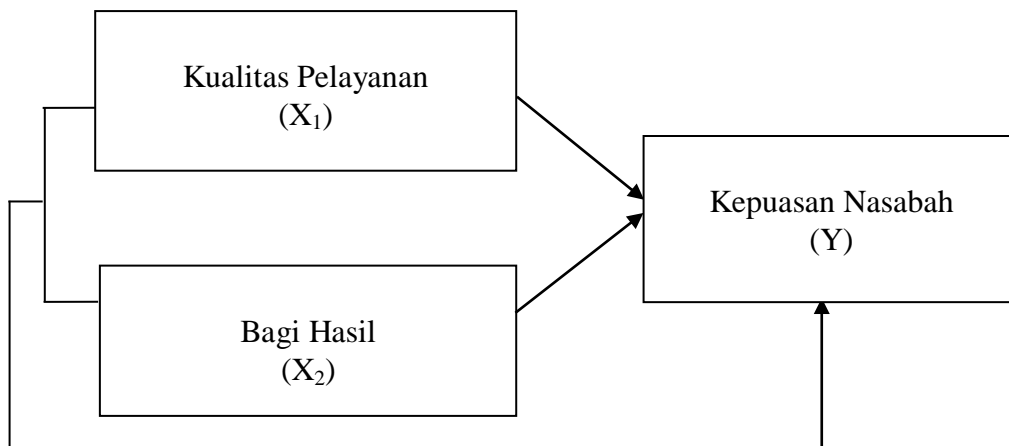 Kualitas Pelayanan
(X₁)
Kepuasan Nasabah
(Y)
Bagi Hasil
(X₂)